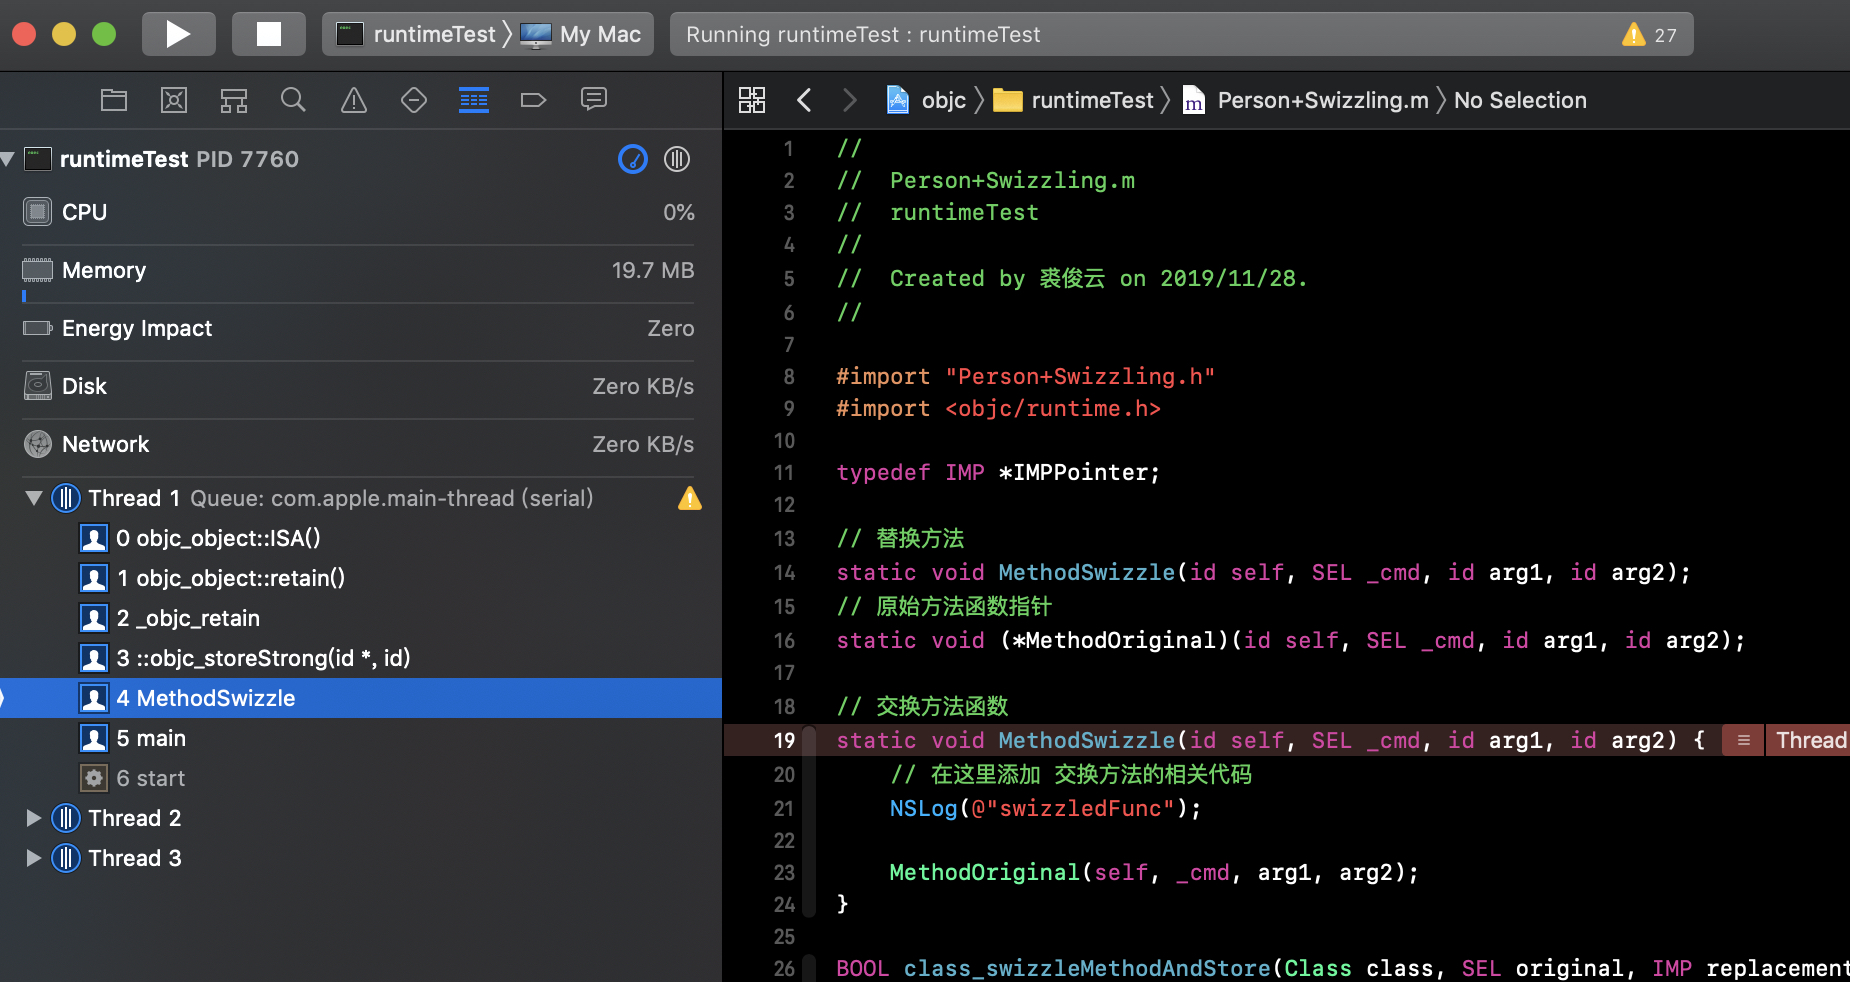 runtimeTest 〉 My Mac
Running runtimeTest : runtimeTest
27
objc 〉 runtimeTest 〉 m Person+Swizzling.m 〉 No Selection
runtimeTest PID 7760
CPU 0%
Memory 19.7 MB
Energy Impact Zero
Disk Zero KB/s
Network Zero KB/s
Thread 1 Queue: com.apple.main-thread (serial)
0 objc_object::ISA()
1 objc_object::retain()
2 _objc_retain
3 ::objc_storeStrong(id *, id)
4 MethodSwizzle
5 main
6 start
Thread 2
Thread 3
1 //
2 //  Person+Swizzling.m
3 //  runtimeTest
4 //
5 //  Created by 裘俊云 on 2019/11/28.
6 //
7
8 #import "Person+Swizzling.h"
9 #import <objc/runtime.h>
10
11 typedef IMP *IMPPointer;
12
13 // 替换方法
14 static void MethodSwizzle(id self, SEL _cmd, id arg1, id arg2);
15 // 原始方法函数指针
16 static void (*MethodOriginal)(id self, SEL _cmd, id arg1, id arg2);
17
18 // 交换方法函数
19 static void MethodSwizzle(id self, SEL _cmd, id arg1, id arg2) { Thread
20     // 在这里添加 交换方法的相关代码
21     NSLog(@"swizzledFunc");
22
23     MethodOriginal(self, _cmd, arg1, arg2);
24 }
25
26 BOOL class_swizzleMethodAndStore(Class class, SEL original, IMP replacement